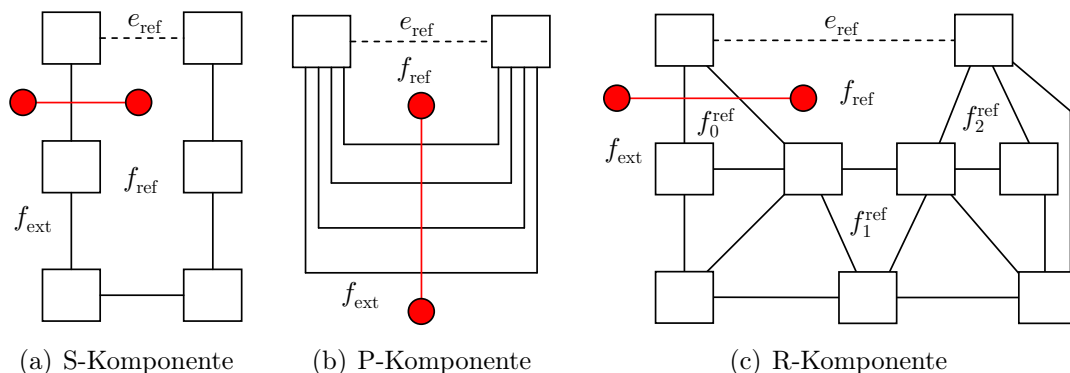 e_ref
f_ref
f_ext
(a) S-Komponente
e_ref
f_ref
f_ext
(b) P-Komponente
e_ref
f_ref
f_0^ref
f_2^ref
f_ext
f_1^ref
(c) R-Komponente